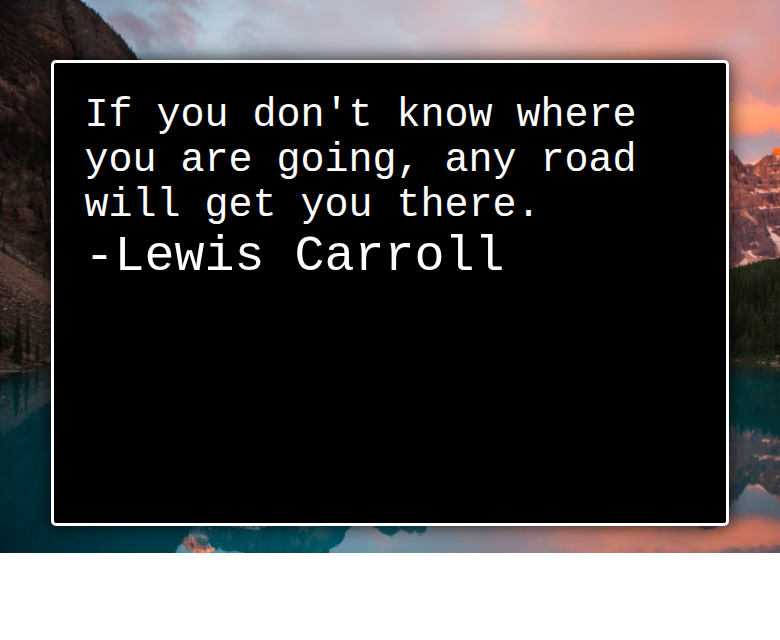 If you don't know where
you are going, any road
will get you there.
-Lewis Carroll